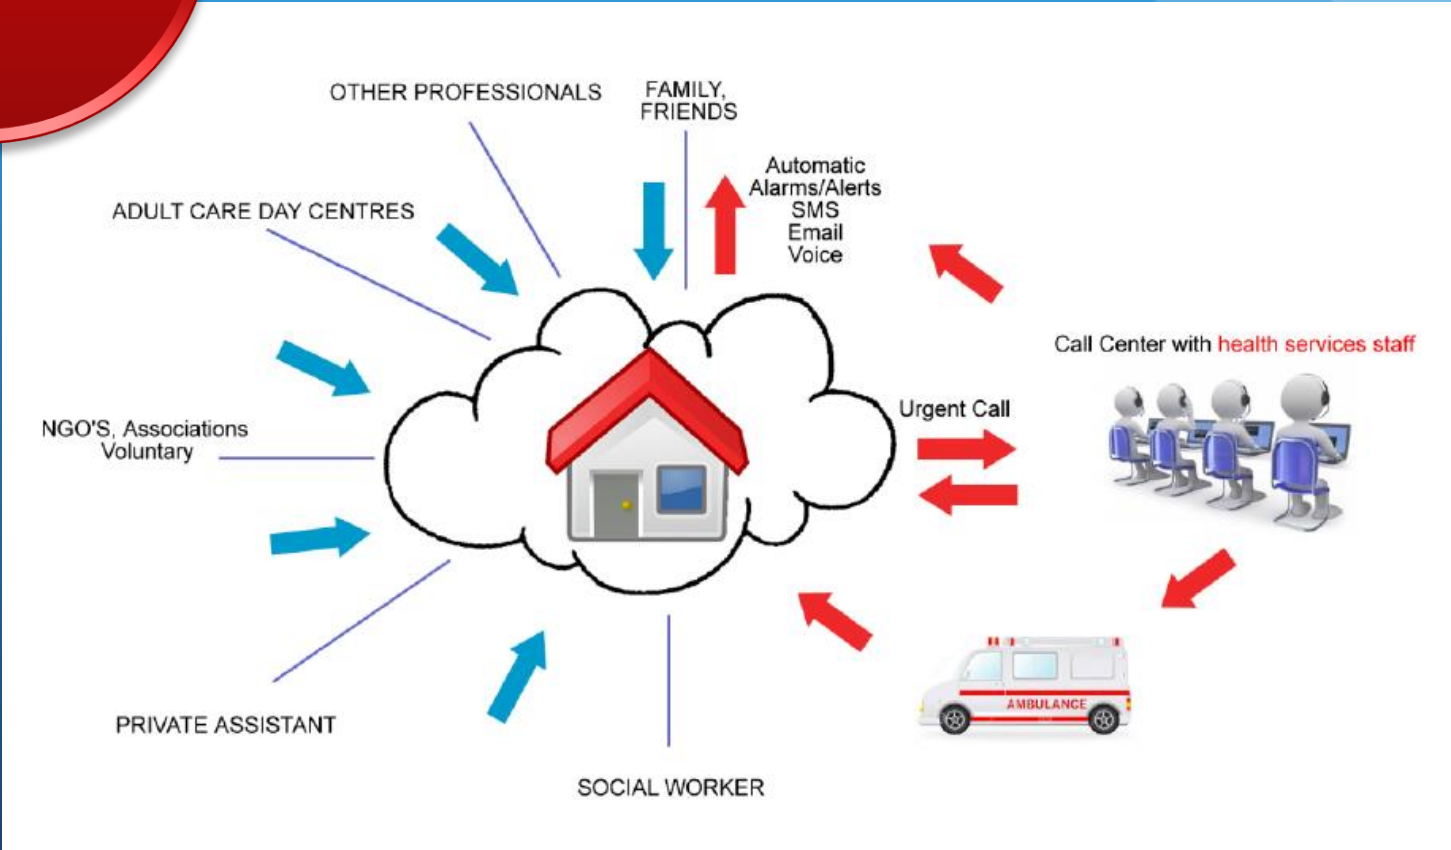 OTHER PROFESSIONALS
FAMILY,
FRIENDS
Automatic
Alarms/Alerts
SMS
Email
Voice
ADULT CARE DAY CENTRES
Call Center with health services staff
Urgent Call
NGO'S, Associations
Voluntary
AMBULANCE
PRIVATE ASSISTANT
SOCIAL WORKER